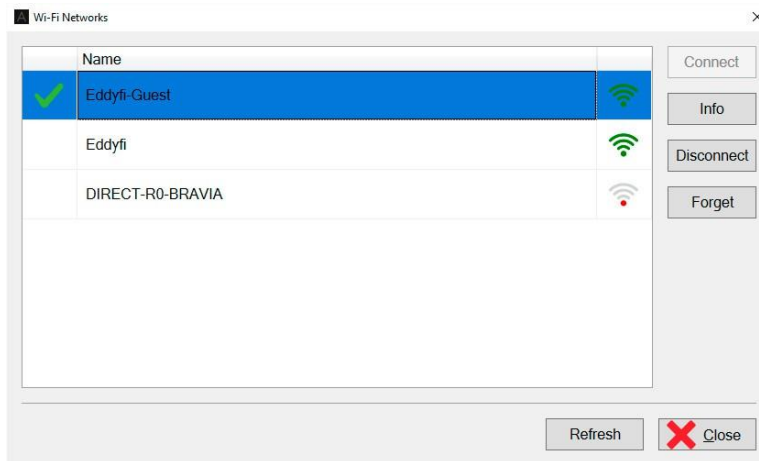 Wi-Fi Networks
Name
Connect
Eddyfi-Guest
Info
Eddyfi
Disconnect
DIRECT-R0-BRAVIA
Forget
Refresh
Close